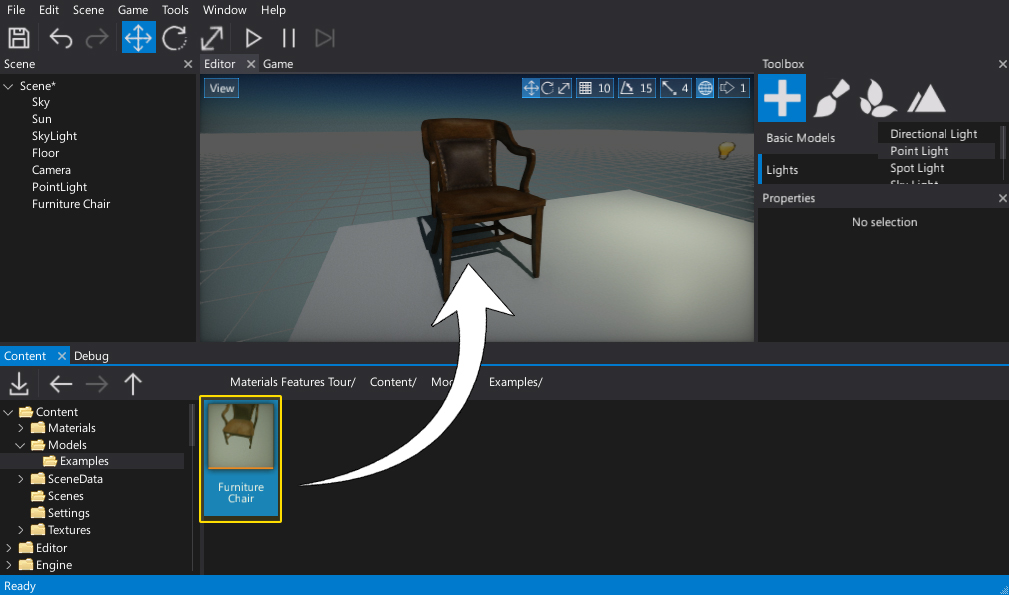 File Edit Scene Game Tools Window Help
Scene
Scene*
Sky
Sun
SkyLight
Floor
Camera
PointLight
Furniture Chair
Editor Game
View 10 15 4 1
Toolbox
Basic Models
Lights
Directional Light
Point Light
Spot Light
Sky Light
Properties
No selection
Content Debug
Materials Features Tour/ Content/ Examples/
Content
Materials
Models
Examples
SceneData
Scenes
Settings
Textures
Editor
Engine
Furniture
Chair
Ready